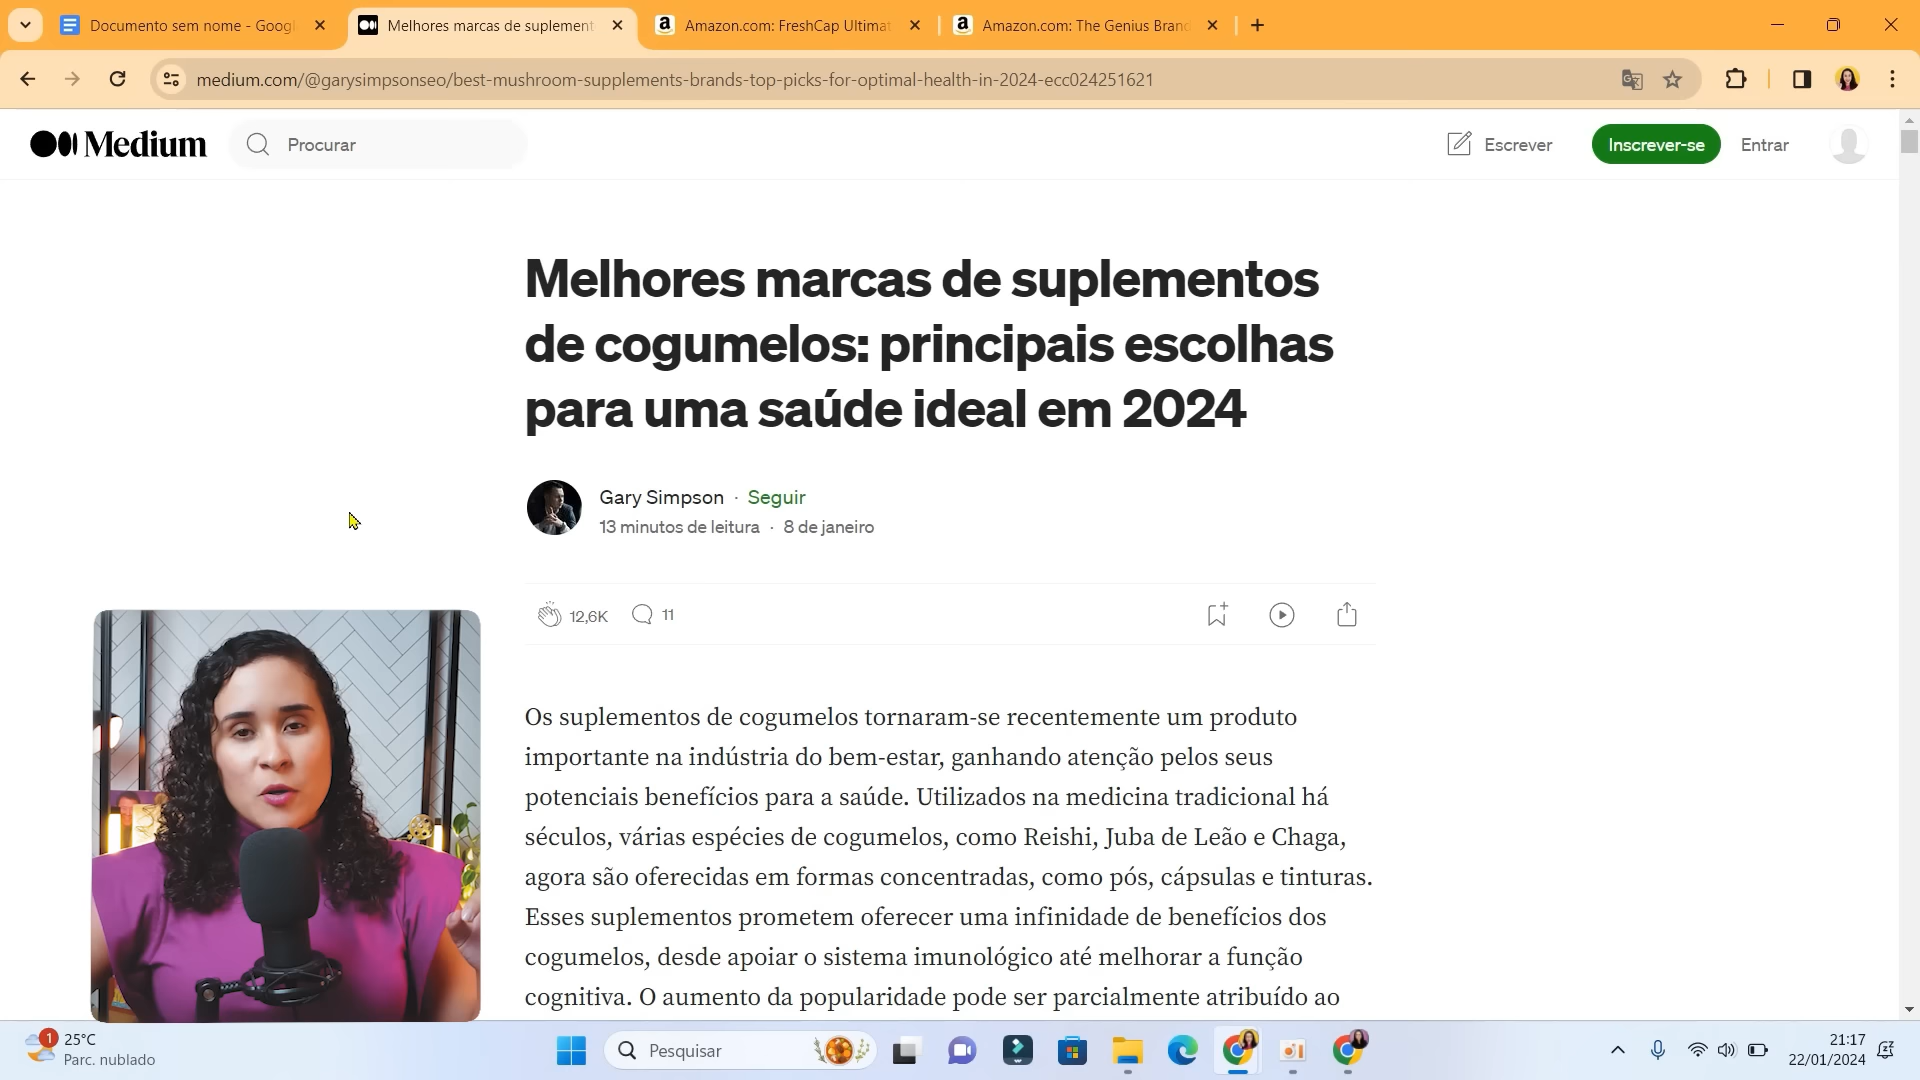 Documento sem nome - Googl
Melhores marcas de suplement
Amazon.com: FreshCap Ultimat
Amazon.com: The Genius Brand
medium.com/@garysimpsonseo/best-mushroom-supplements-brands-top-picks-for-optimal-health-in-2024-ecc024251621
Medium
Procurar
Escrever
Inscrever-se
Entrar
Melhores marcas de suplementos
de cogumelos: principais escolhas
para uma saúde ideal em 2024
Gary Simpson · Seguir
13 minutos de leitura · 8 de janeiro
12,6K
11
Os suplementos de cogumelos tornaram-se recentemente um produto
importante na indústria do bem-estar, ganhando atenção pelos seus
potenciais benefícios para a saúde. Utilizados na medicina tradicional há
séculos, várias espécies de cogumelos, como Reishi, Juba de Leão e Chaga,
agora são oferecidas em formas concentradas, como pós, cápsulas e tinturas.
Esses suplementos prometem oferecer uma infinidade de benefícios dos
cogumelos, desde apoiar o sistema imunológico até melhorar a função
cognitiva. O aumento da popularidade pode ser parcialmente atribuído ao
1
25°C
Parc. nublado
Pesquisar
21:17
22/01/2024